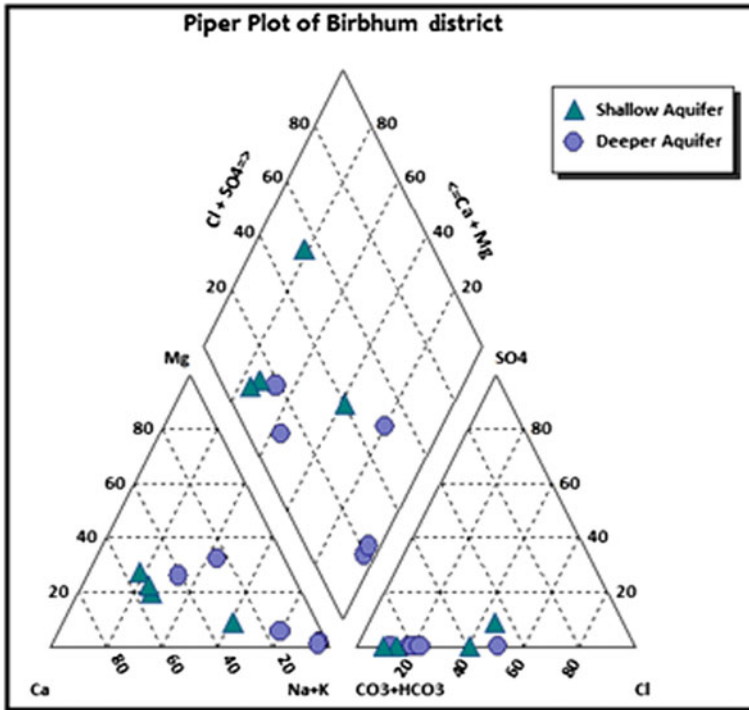 Piper Plot of Birbhum district
Shallow Aquifer
Deeper Aquifer
80 80
60 60
Cl + SO4=>
<=Ca + Mg
40 40
20 20
Mg SO4
80 80
60 60
40 40
20 20
80 60 40 20 20 40 60 80
Ca Na+K CO3+HCO3 Cl